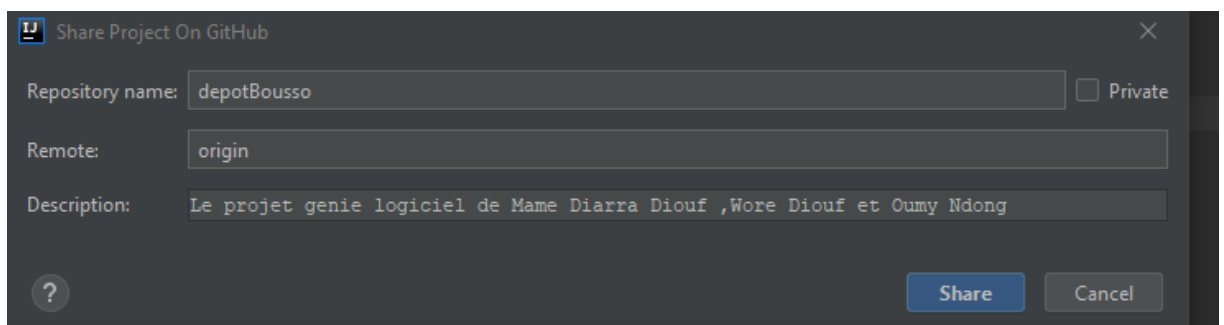 IJ Share Project On GitHub
Repository name: depotBousso Private
Remote: origin
Description: Le projet genie logiciel de Mame Diarra Diouf ,Wore Diouf et Oumy Ndong
? Share Cancel